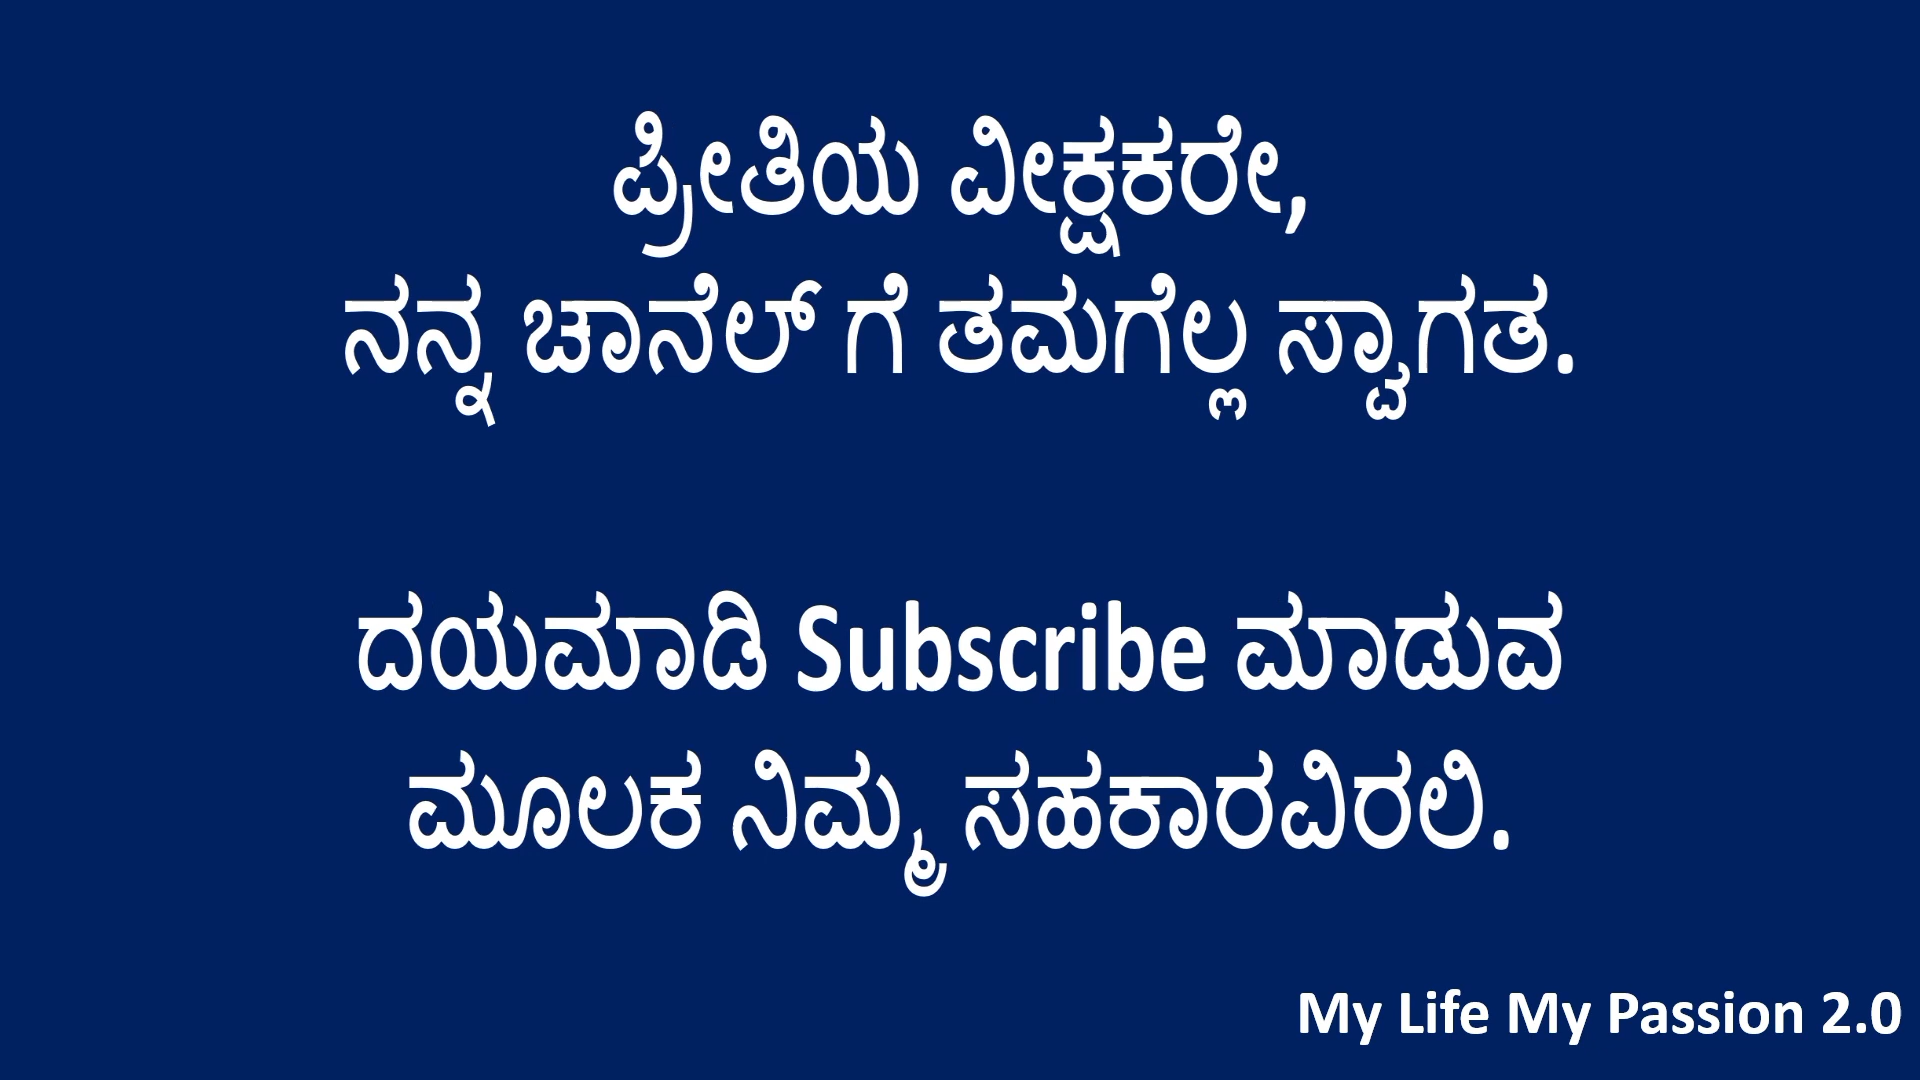 ಪ್ರೀತಿಯ ವೀಕ್ಷಕರೇ,
ನನ್ನ ಚಾನೆಲ್ ಗೆ ತಮಗೆಲ್ಲ ಸ್ವಾಗತ.
ದಯಮಾಡಿ Subscribe ಮಾಡುವ
ಮೂಲಕ ನಿಮ್ಮ ಸಹಕಾರವಿರಲಿ.
My Life My Passion 2.0